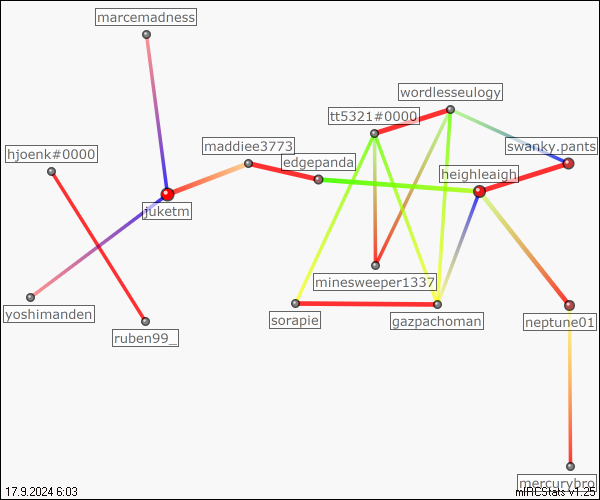 marcemadness
wordlesseulogy
tt5321#0000
maddiee3773
swanky.pants
hjoenk#0000
edgepanda
heighleaigh
juketm
minesweeper1337
yoshimanden
sorapie
gazpachoman
neptune01
ruben99_
mercurybro
17.9.2024 6:03
mIRCStats v1.25